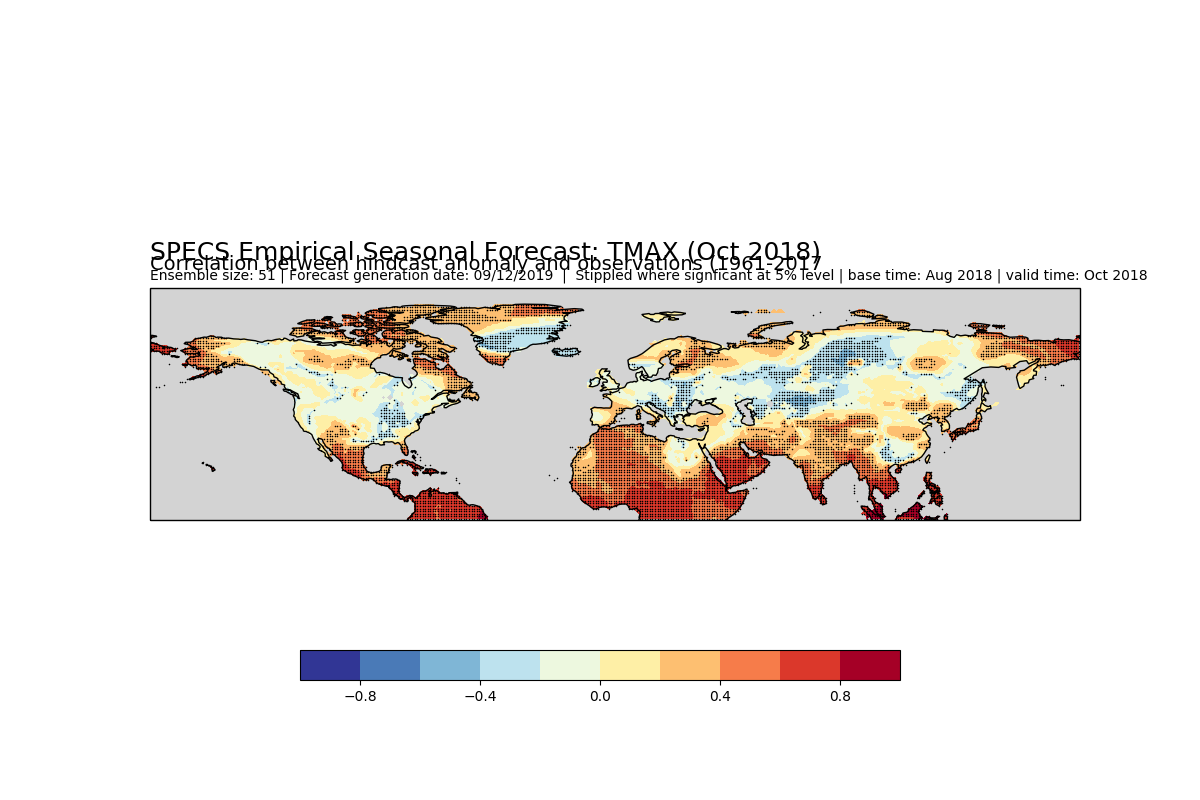 SPECS Empirical Seasonal Forecast: TMAX (Oct 2018)
Correlation between hindcast anomaly and observations (1961-2017
Ensemble size: 51 | Forecast generation date: 09/12/2019 | Stippled where signficant at 5% level | base time: Aug 2018 | valid time: Oct 2018
−0.8 −0.4 0.0 0.4 0.8